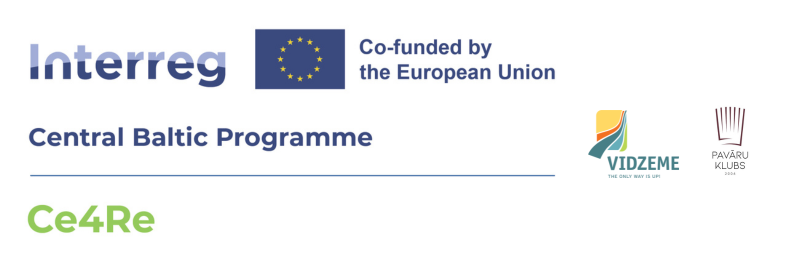 Interreg
Co-funded by
the European Union
Central Baltic Programme
Ce4Re
VIDZEME
THE ONLY WAY IS UP!
PAVĀRU
KLUBS
2004